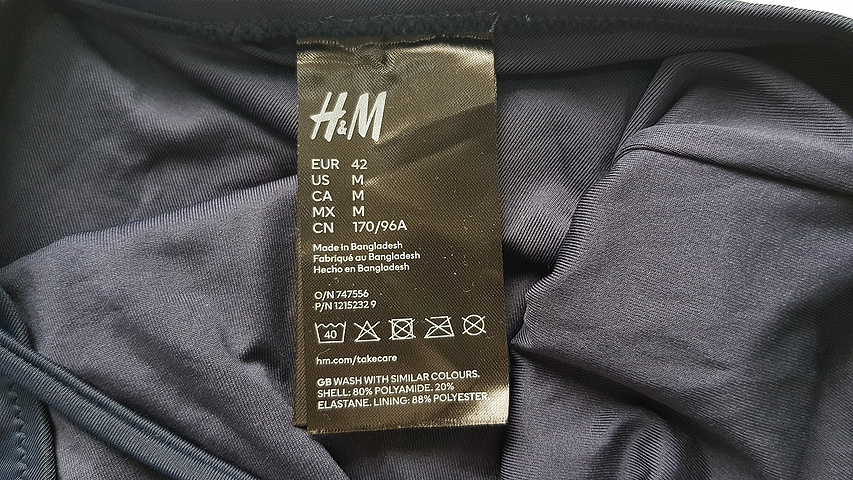 H&M
EUR 42
US M
CA M
MX M
CN 170/96A
Made in Bangladesh
Fabriqué au Bangladesh
Hecho en Bangladesh
O/N 747556
P/N 1215232 9
40
hm.com/takecare
GB WASH WITH SIMILAR COLOURS.
SHELL: 80% POLYAMIDE. 20%
ELASTANE. LINING: 88% POLYESTER,